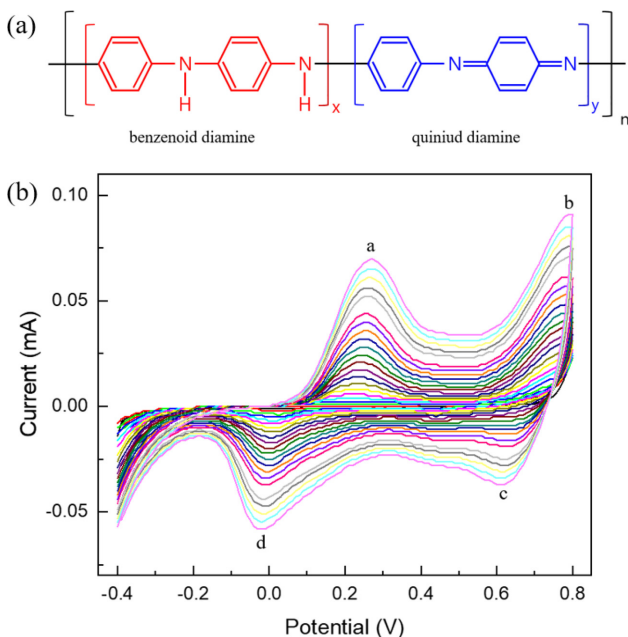 (a)
N
H
N
H
x
N
N
y
n
benzenoid diamine
quiniud diamine
(b)
0.10
0.05
0.00
-0.05
Current (mA)
a
b
c
d
-0.4
-0.2
0.0
0.2
0.4
0.6
0.8
Potential (V)